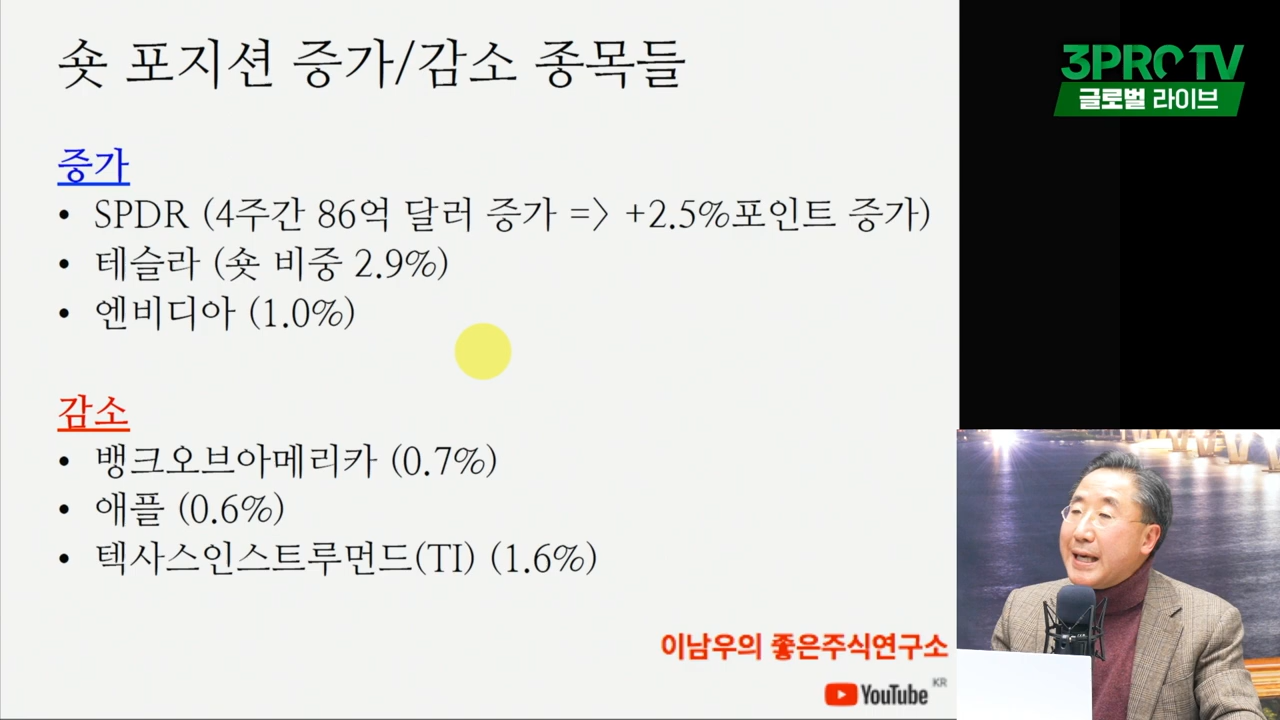 숏 포지션 증가/감소 종목들
증가
• SPDR (4주간 86억 달러 증가 => +2.5%포인트 증가)
• 테슬라 (숏 비중 2.9%)
• 엔비디아 (1.0%)
감소
• 뱅크오브아메리카 (0.7%)
• 애플 (0.6%)
• 텍사스인스트루먼드(TI) (1.6%)
이남우의 좋은주식연구소
YouTube KR
3PRO TV
글로벌 라이브